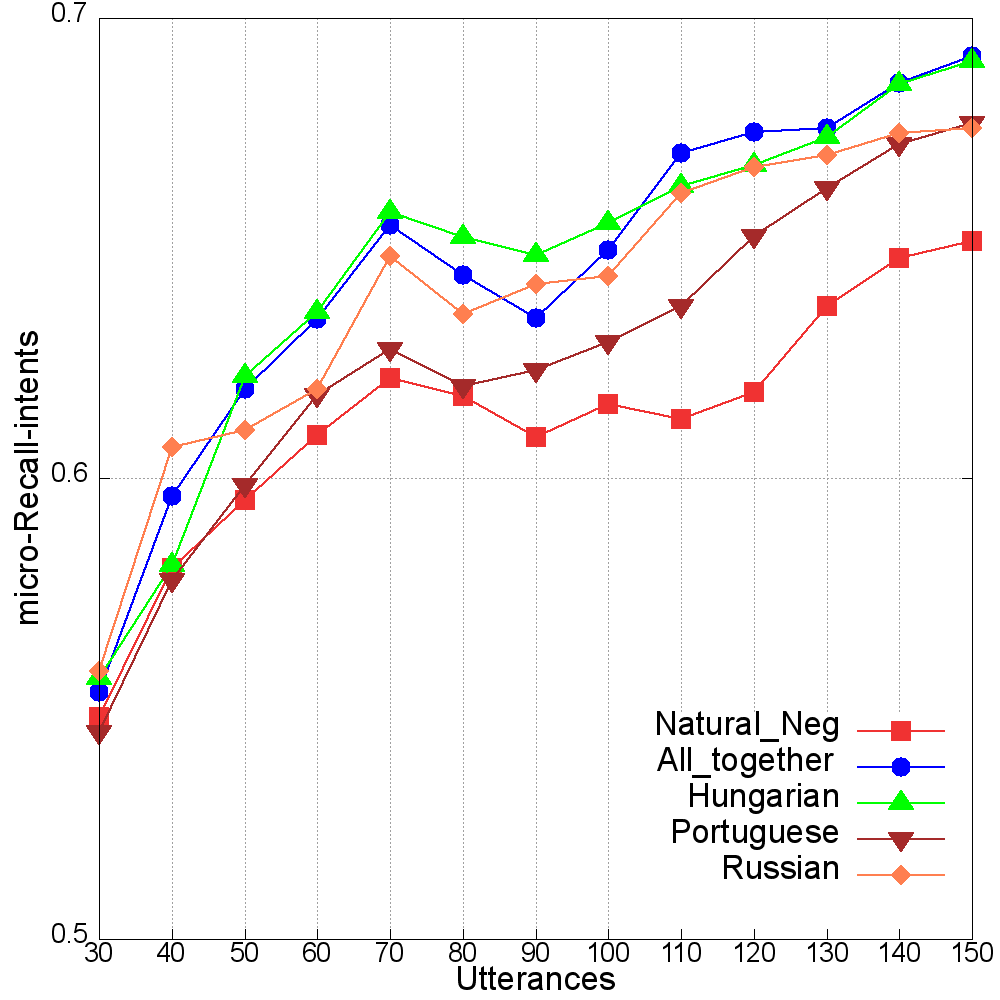 0.7
0.6
0.5
micro-Recall-intents
Natural_Neg
All_together
Hungarian
Portuguese
Russian
30 40 50 60 70 80 90 100 110 120 130 140 150
Utterances